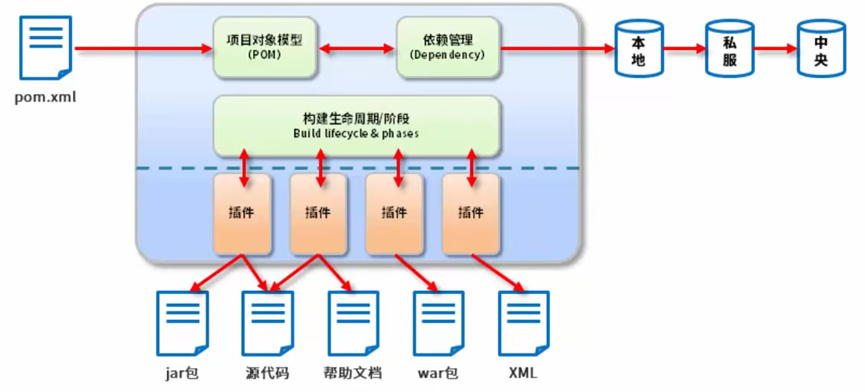 项目对象模型
(POM)
依赖管理
(Dependency)
本
地
私
服
中
央
pom.xml
构建生命周期/阶段
Build lifecycle & phases
插件
插件
插件
插件
jar包
源代码
帮助文档
war包
XML